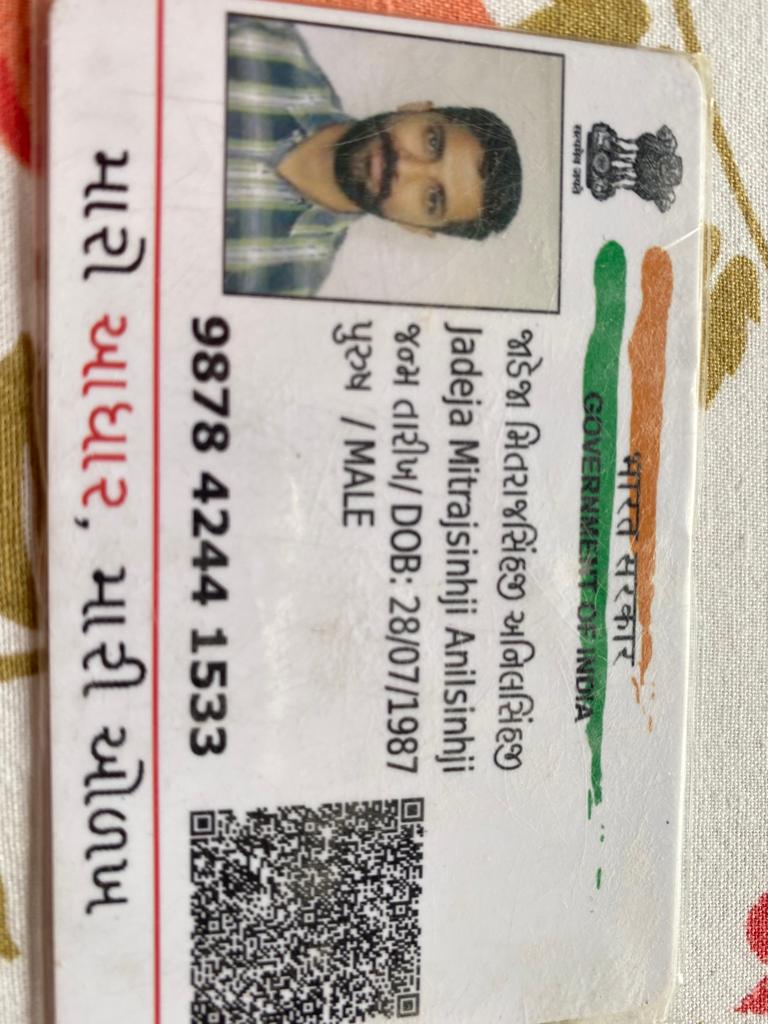 सत्यमेव जयते
भारत सरकार
GOVERNMENT OF INDIA
જાડેજા મિતરાજસિંહજી અનિલસિંહજી
Jadeja Mitrajsinhji Anilsinhji
જન્મ તારીખ/ DOB: 28/07/1987
પુરુષ / MALE
9878 4244 1533
મારો આધાર, મારી ઓળખ